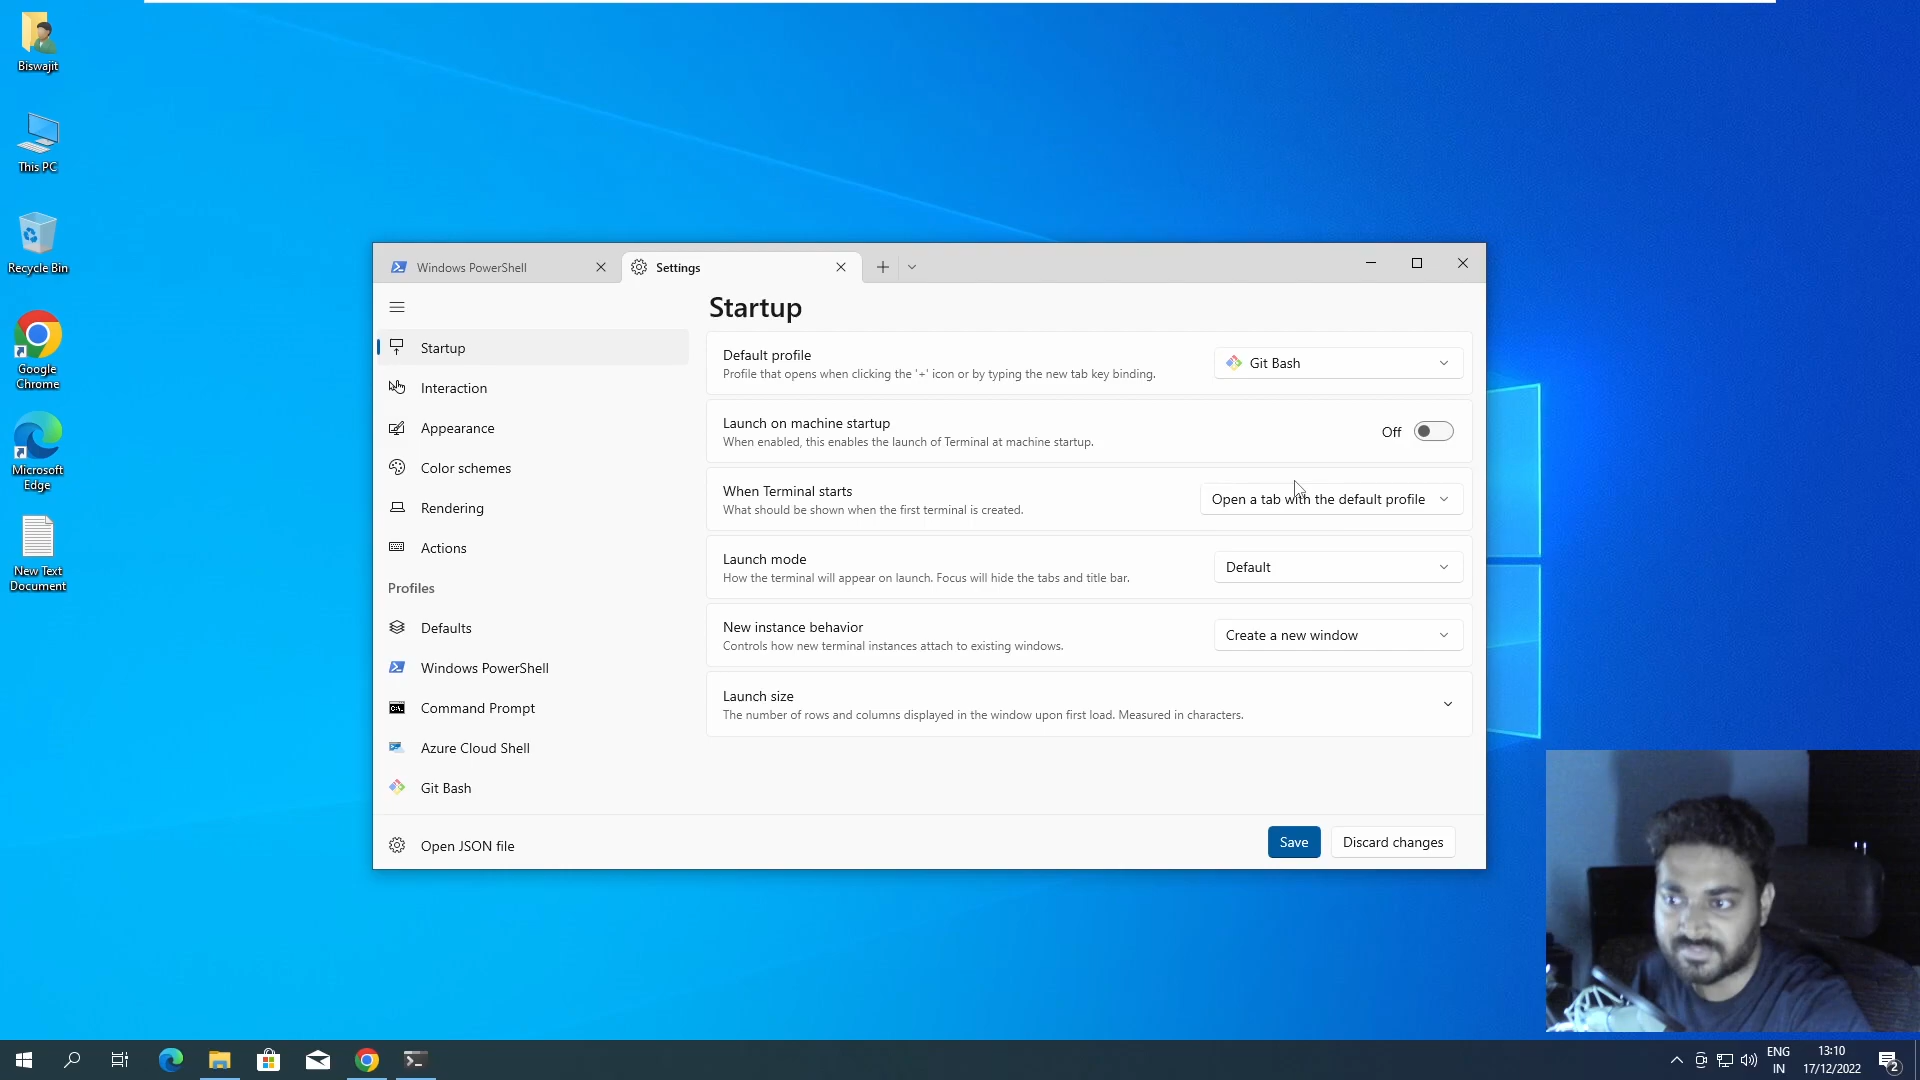 Biswajit
This PC
Recycle Bin
Google
Chrome
Microsoft
Edge
New Text
Document
Windows PowerShell
Settings
Startup
Interaction
Appearance
Color schemes
Rendering
Actions
Profiles
Defaults
Windows PowerShell
Command Prompt
Azure Cloud Shell
Git Bash
Open JSON file
Startup
Default profile
Profile that opens when clicking the '+' icon or by typing the new tab key binding.
Git Bash
Launch on machine startup
When enabled, this enables the launch of Terminal at machine startup.
Off
When Terminal starts
What should be shown when the first terminal is created.
Open a tab with the default profile
Launch mode
How the terminal will appear on launch. Focus will hide the tabs and title bar.
Default
New instance behavior
Controls how new terminal instances attach to existing windows.
Create a new window
Launch size
The number of rows and columns displayed in the window upon first load. Measured in characters.
Save
Discard changes
ENG
IN
13:10
17/12/2022
2